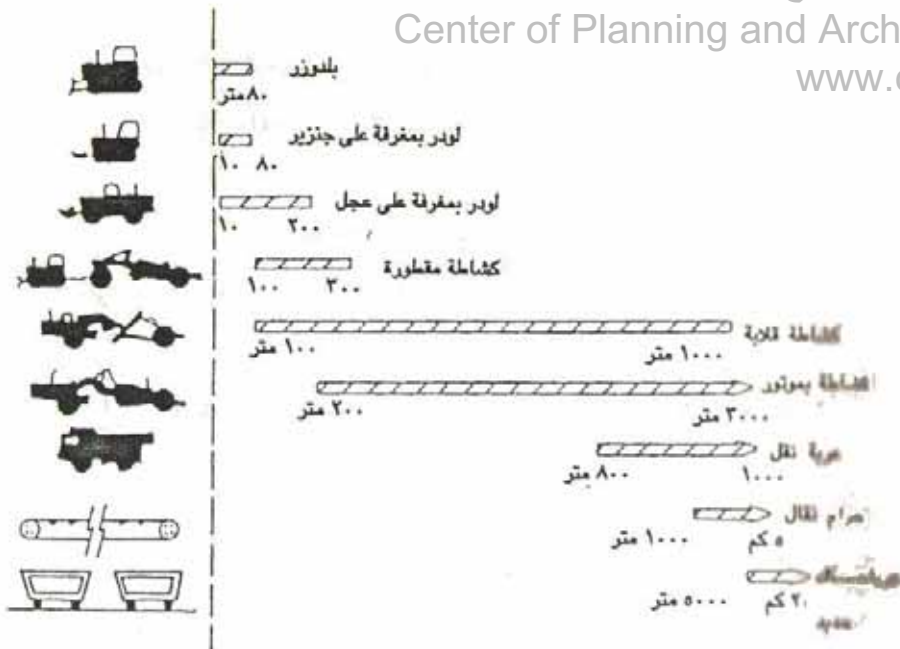 Center of Planning and Arch
www.
بلدوزر
٨٠متر
لودر بمغرفة على جنزير
١٠ ٨٠
لودر بمغرفة على عجل
١٠ ٢٠٠
كشاطة مقطورة
١٠٠ ٣٠٠
كشاطة قلابة
١٠٠ متر ١٠٠٠ متر
كشاطة بموتور
٢٠٠ متر ٣٠٠٠ متر
عربة نقل
٨٠٠ متر ١٠٠٠
حزام نقال
١٠٠٠ متر ٥ كم
٥٠٠٠ متر ٢٠ كم